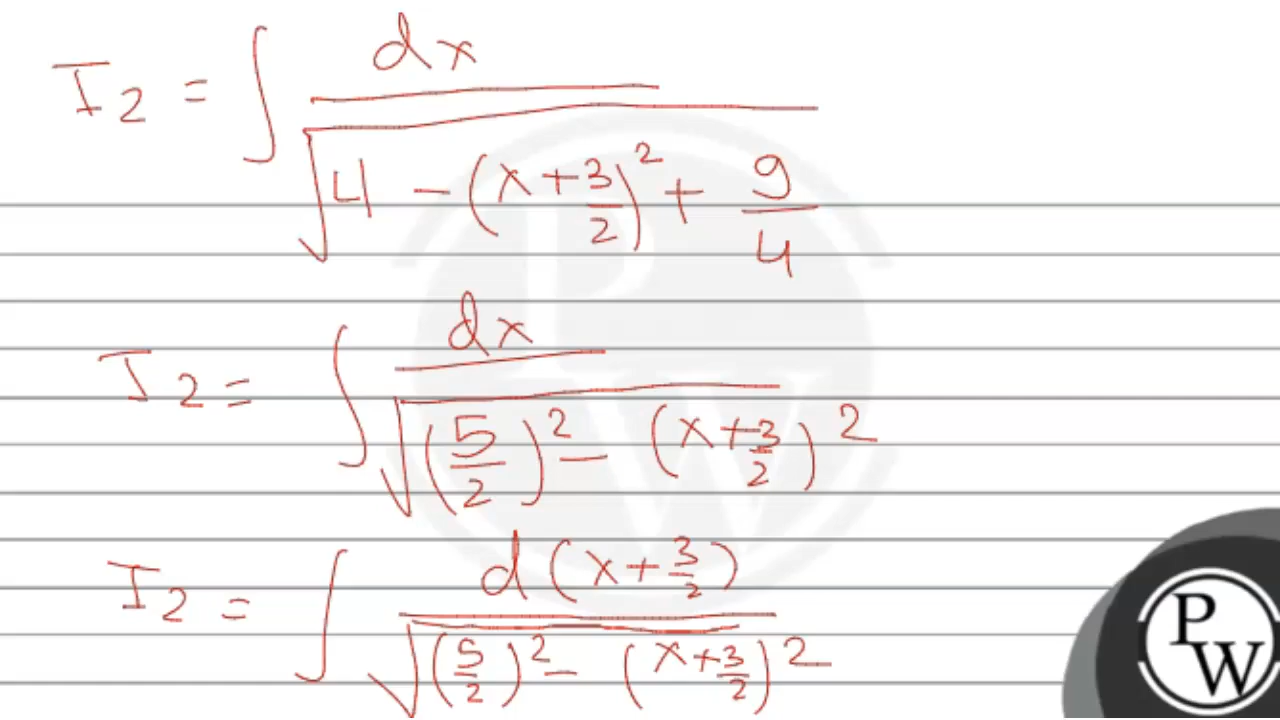 I₂ = ∫ dx / √(4 − (x + 3/2)² + 9/4)
I₂ = ∫ dx / √((5/2)² − (x + 3/2)²)
I₂ = ∫ d(x + 3/2) / √((5/2)² − (x + 3/2)²)
PW
PW